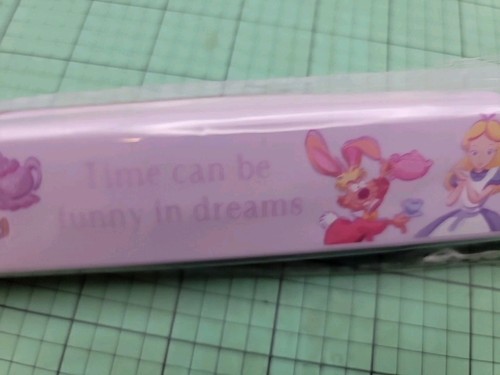 Time can be
funny in dreams